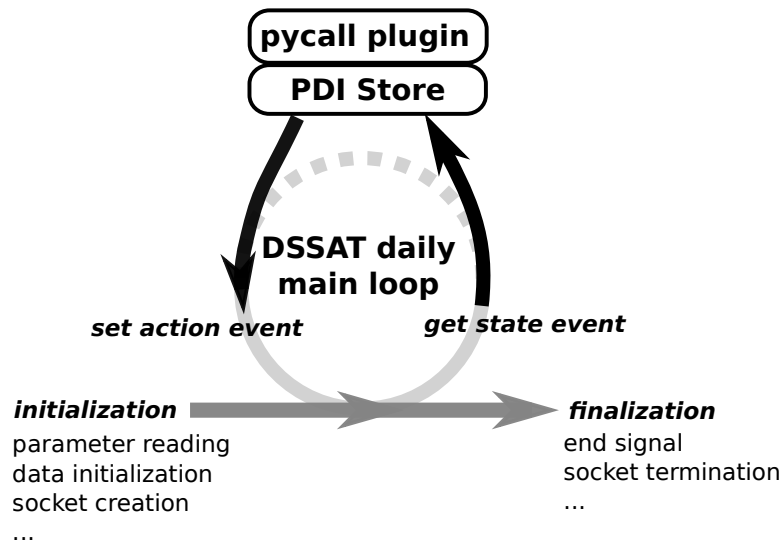 pycall plugin
PDI Store
DSSAT daily
main loop
set action event
get state event
initialization
parameter reading
data initialization
socket creation
...
finalization
end signal
socket termination
...